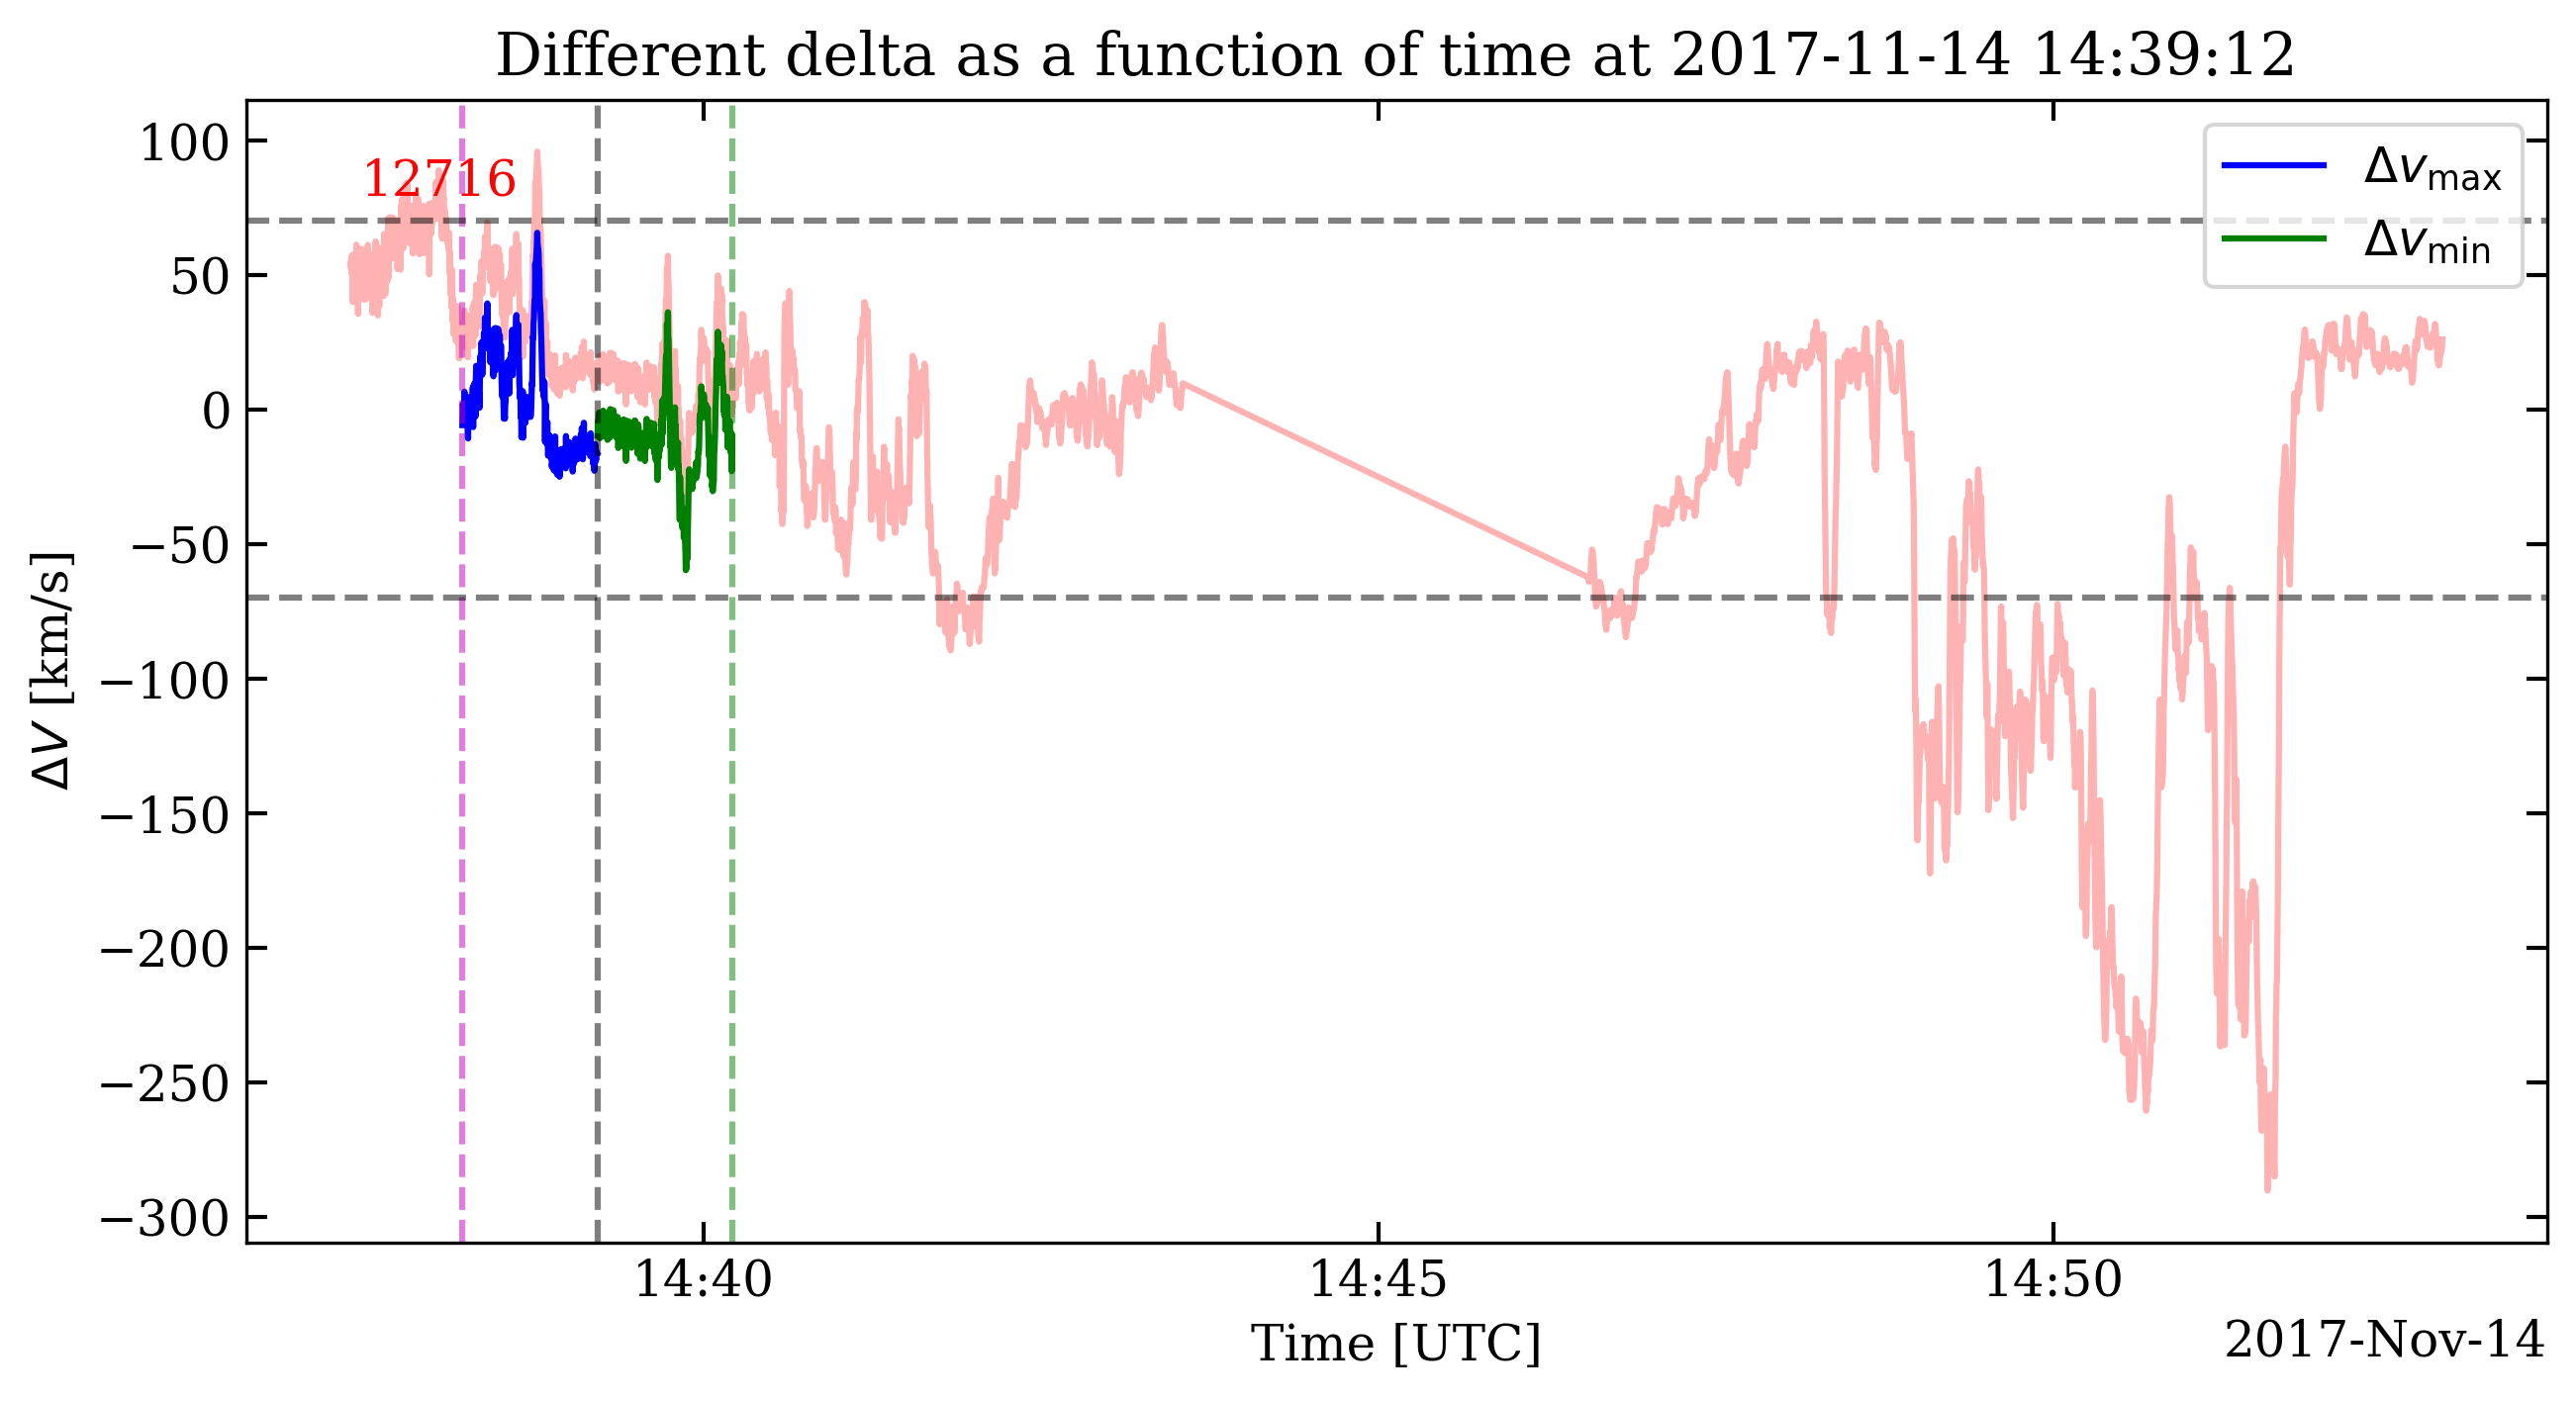 Different delta as a function of time at 2017-11-14 14:39:12
12716
Δv_max
Δv_min
ΔV [km/s]
100
50
0
−50
−100
−150
−200
−250
−300
14:40
14:45
14:50
Time [UTC]
2017-Nov-14